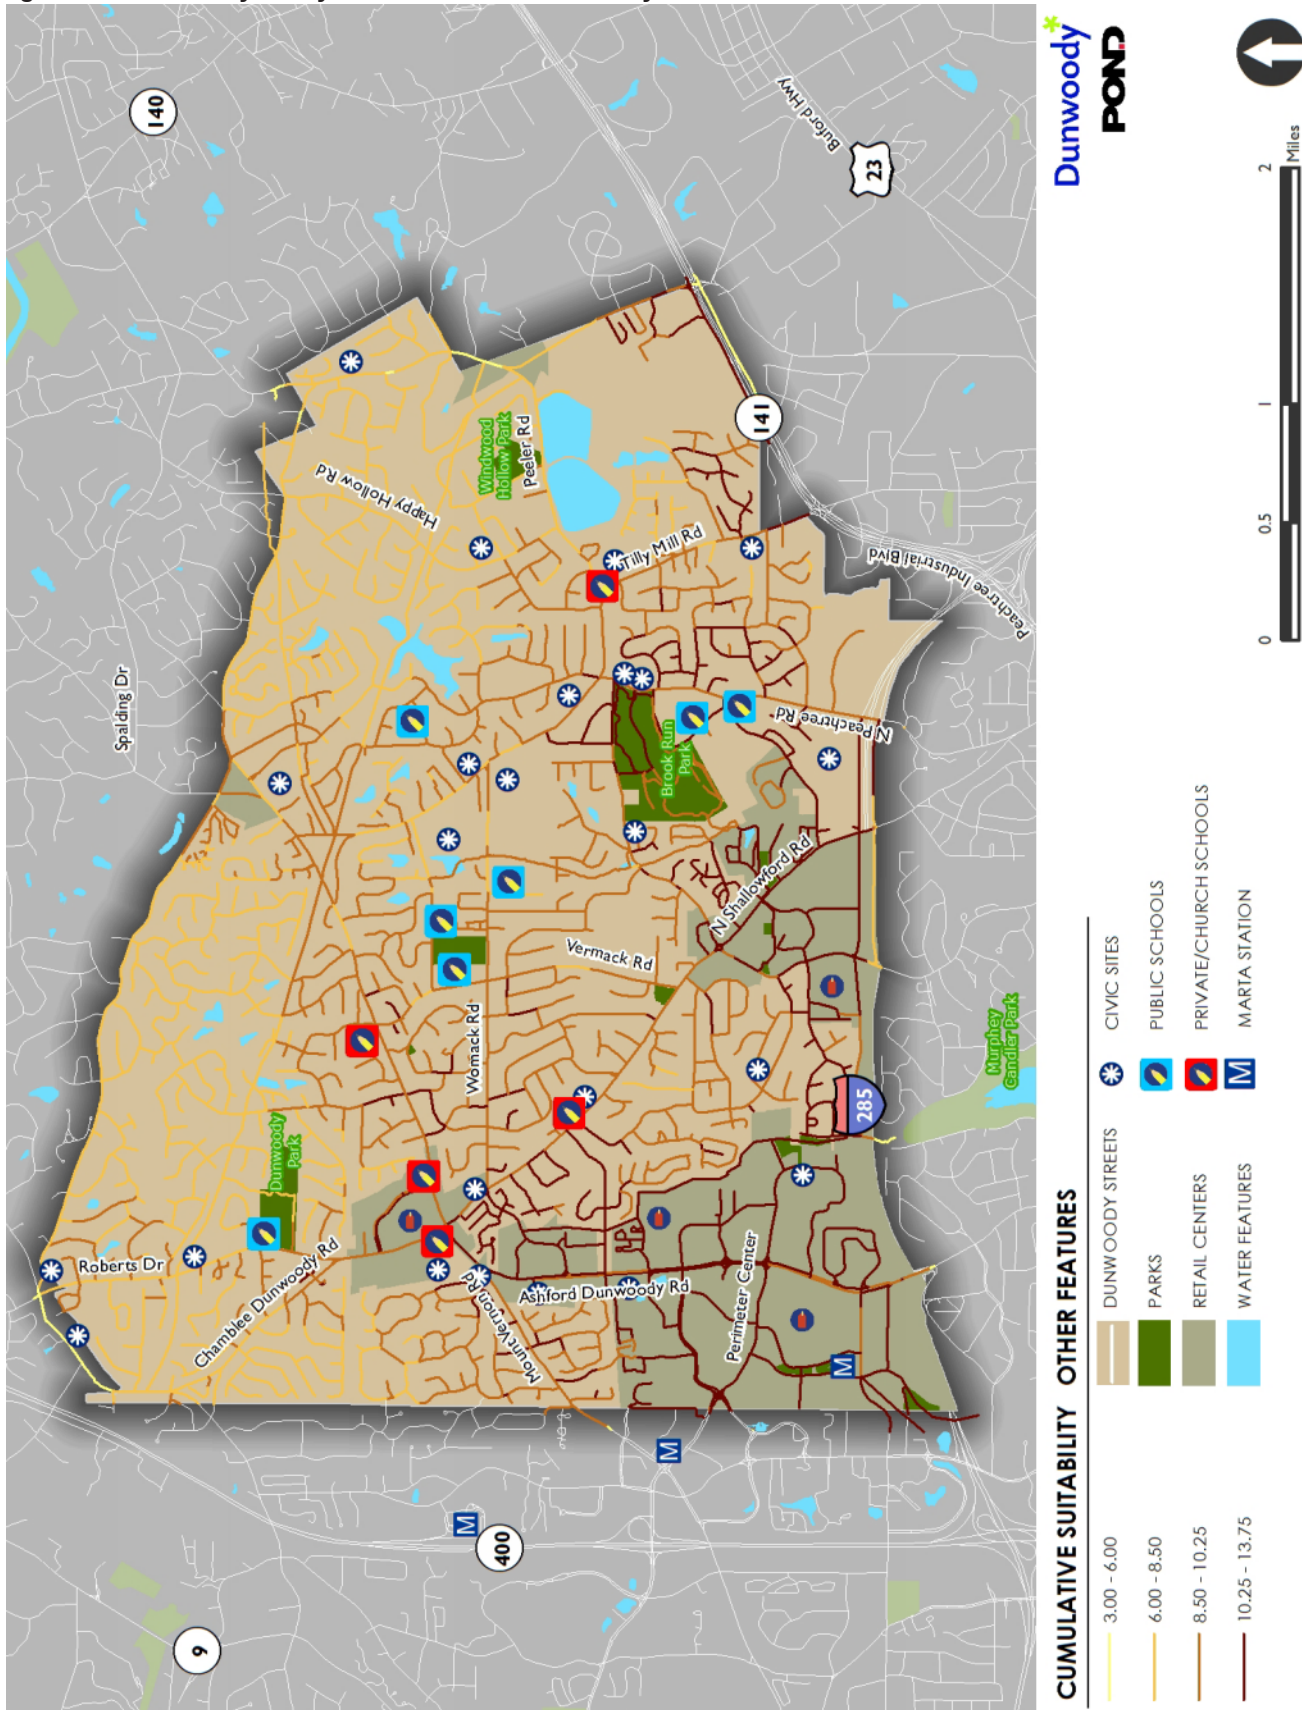 140
9
400
285
141
23
Spalding Dr
Roberts Dr
Chamblee Dunwoody Rd
Dunwoody
Park
Mount Vernon Rd
Womack Rd
Vermack Rd
Happy Hollow Rd
Windwood
Hollow Park
Peeler Rd
Tilly Mill Rd
Brook Run
Park
N Peachtree Rd
N Shallowford Rd
Ashford Dunwoody Rd
Perimeter Center
Peachtree Industrial Blvd
Buford Hwy
Murphey
Candler Park
M
M
M
CUMULATIVE SUITABILITY
3.00 - 6.00
6.00 - 8.50
8.50 - 10.25
10.25 - 13.75
OTHER FEATURES
DUNWOODY STREETS
PARKS
RETAIL CENTERS
WATER FEATURES
CIVIC SITES
PUBLIC SCHOOLS
PRIVATE/CHURCH SCHOOLS
M
MARTA STATION
0
0.5
1
2
Miles
Dunwoody*
POND